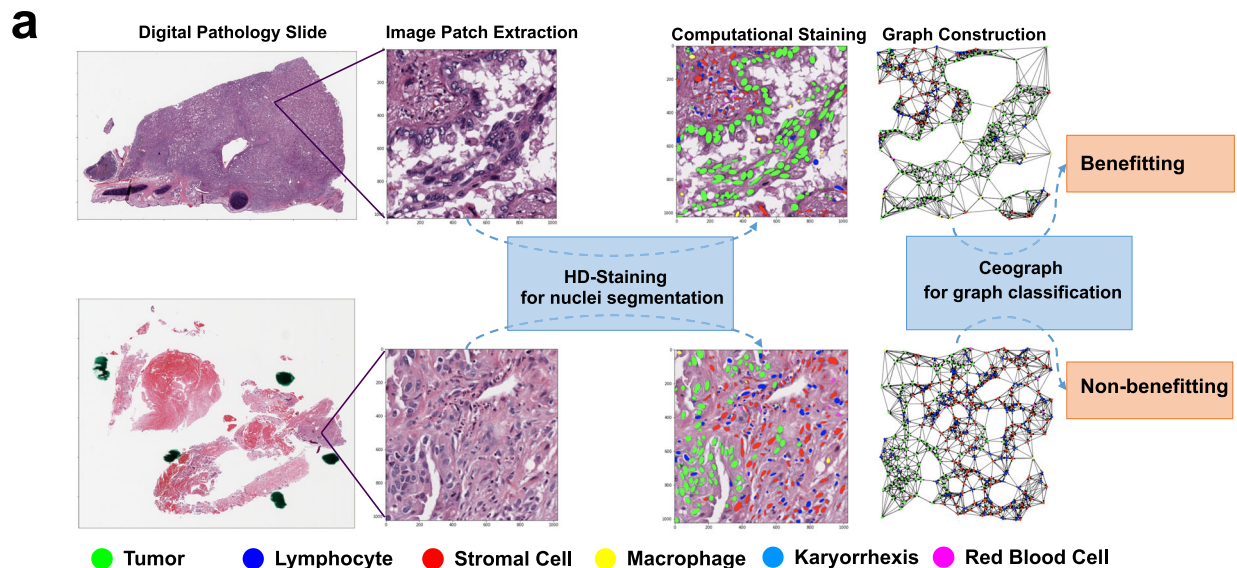 a
Digital Pathology Slide
Image Patch Extraction
Computational Staining
Graph Construction
Benefitting
HD-Staining
for nuclei segmentation
Ceograph
for graph classification
Non-benefitting
Tumor
Lymphocyte
Stromal Cell
Macrophage
Karyorrhexis
Red Blood Cell